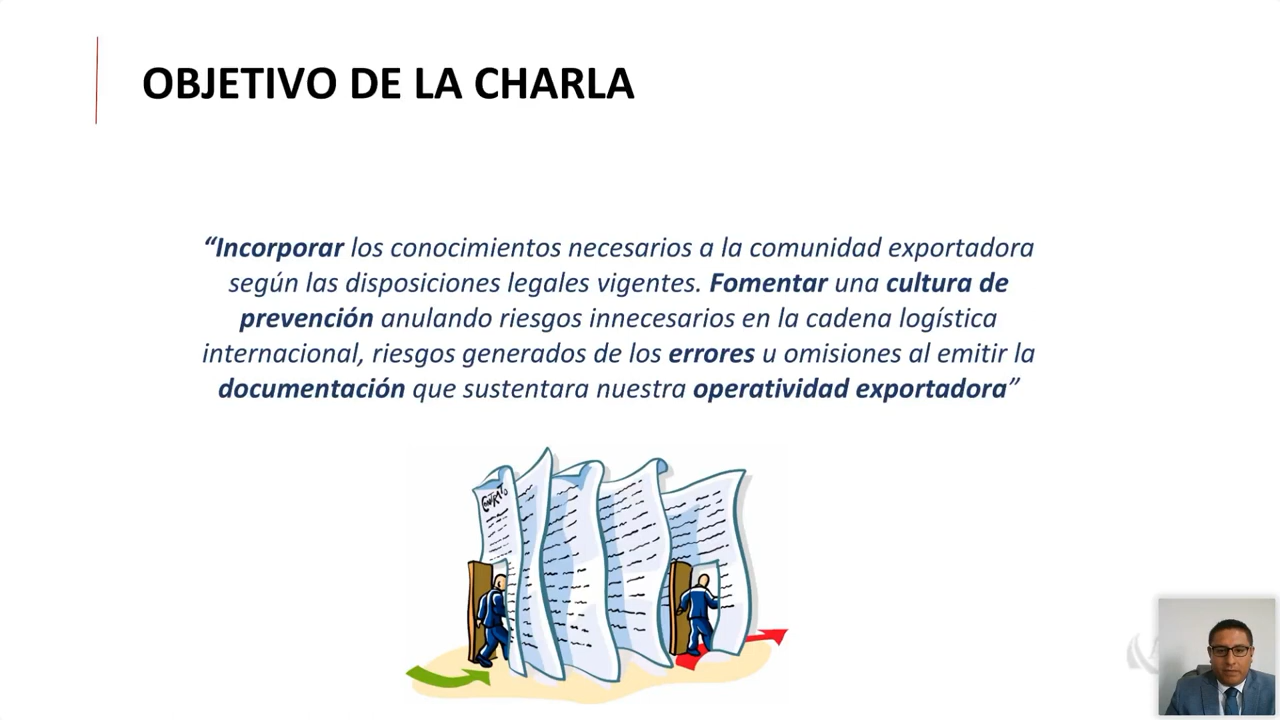 OBJETIVO DE LA CHARLA
“Incorporar los conocimientos necesarios a la comunidad exportadora
según las disposiciones legales vigentes. Fomentar una cultura de
prevención anulando riesgos innecesarios en la cadena logística
internacional, riesgos generados de los errores u omisiones al emitir la
documentación que sustentara nuestra operatividad exportadora”
CONTRATO